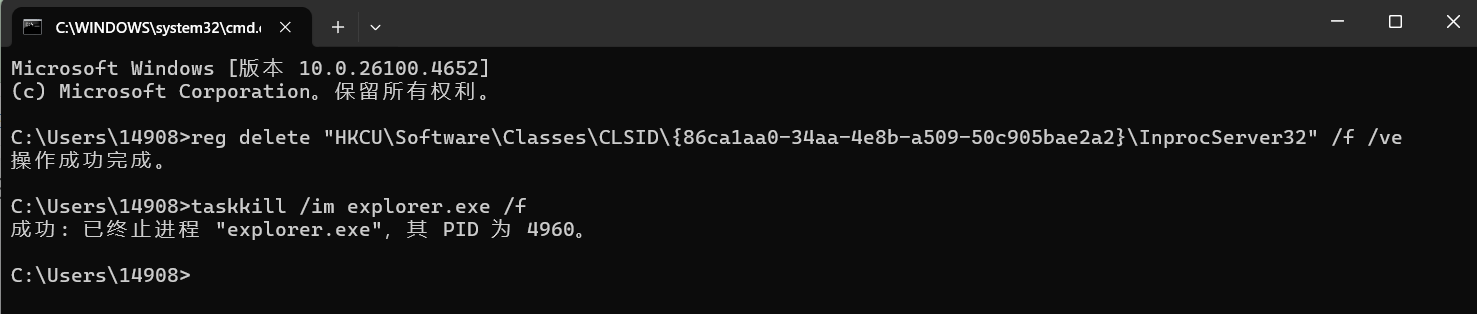 C:\WINDOWS\system32\cmd.e
Microsoft Windows [版本 10.0.26100.4652]
(c) Microsoft Corporation。保留所有权利。
C:\Users\14908>reg delete "HKCU\Software\Classes\CLSID\{86ca1aa0-34aa-4e8b-a509-50c905bae2a2}\InprocServer32" /f /ve
操作成功完成。
C:\Users\14908>taskkill /im explorer.exe /f
成功: 已终止进程 "explorer.exe"，其 PID 为 4960。
C:\Users\14908>